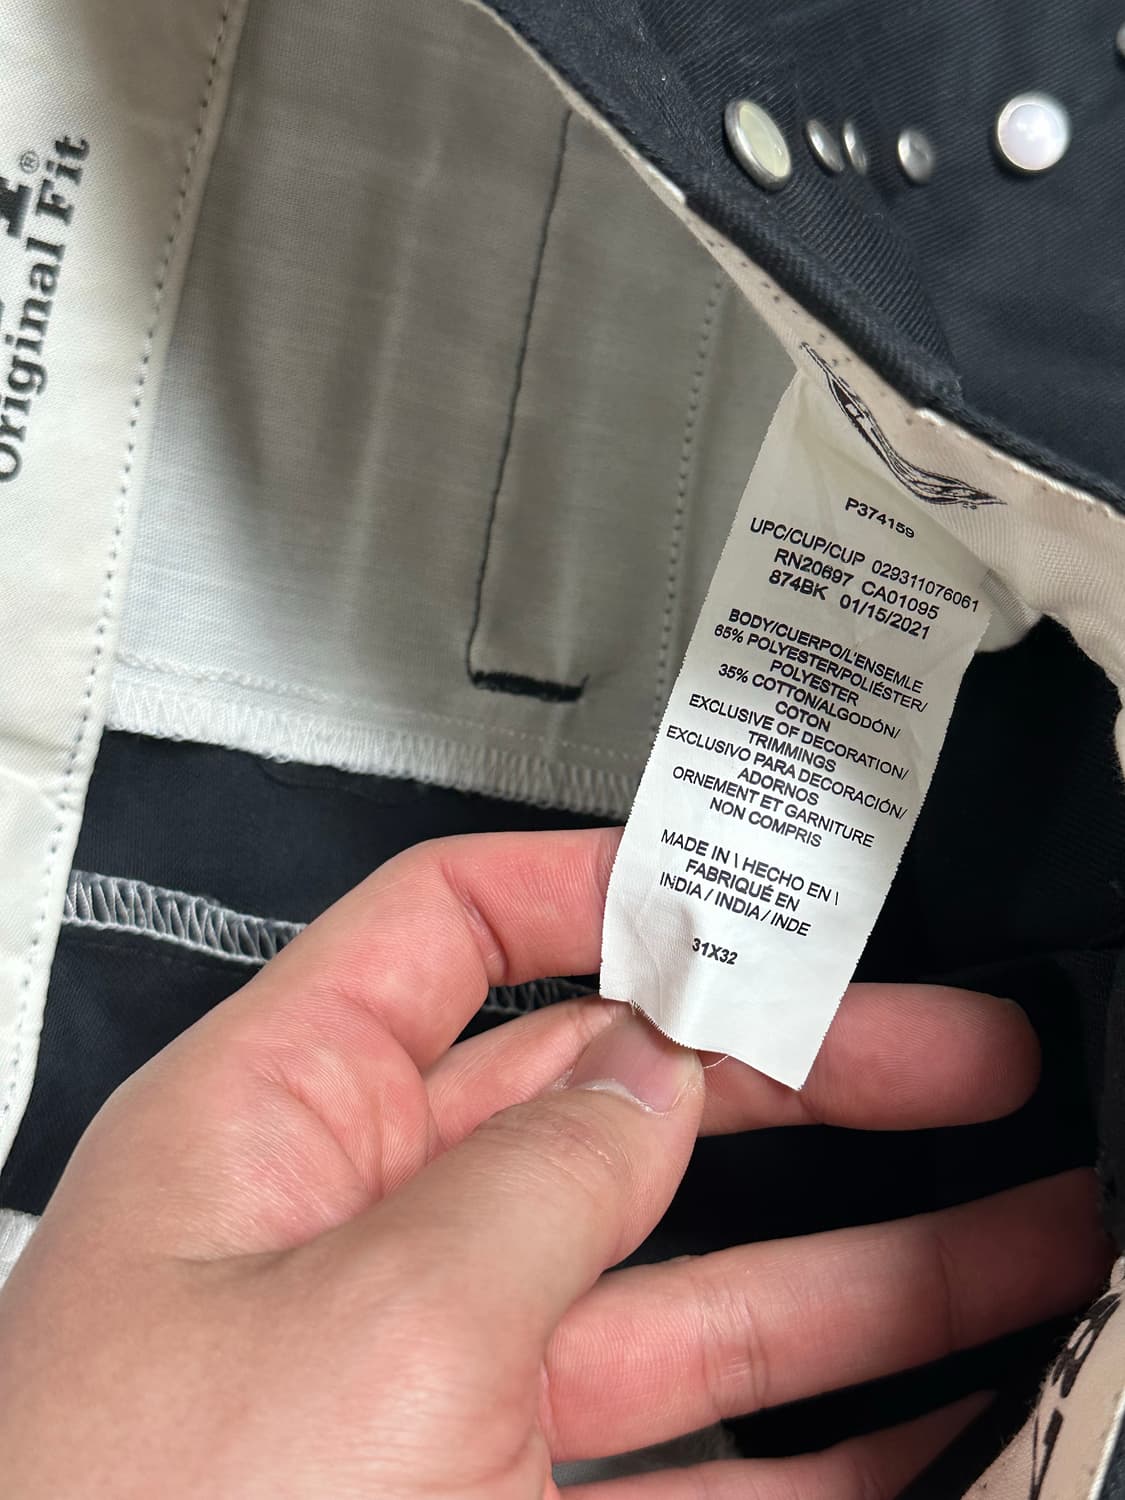 Original Fit
P374159
UPC/CUP/CUP 029311076061
RN20697 CA01095
874BK 01/15/2021
BODY/CUERPO/L'ENSEMLE
65% POLYESTER/POLIÉSTER/
POLYESTER
35% COTTON/ALGODÓN/
COTON
EXCLUSIVE OF DECORATION/
TRIMMINGS
EXCLUSIVO PARA DECORACIÓN/
ADORNOS
ORNEMENT ET GARNITURE
NON COMPRIS
MADE IN \ HECHO EN \
FABRIQUÉ EN
INDIA / INDIA / INDE
31X32